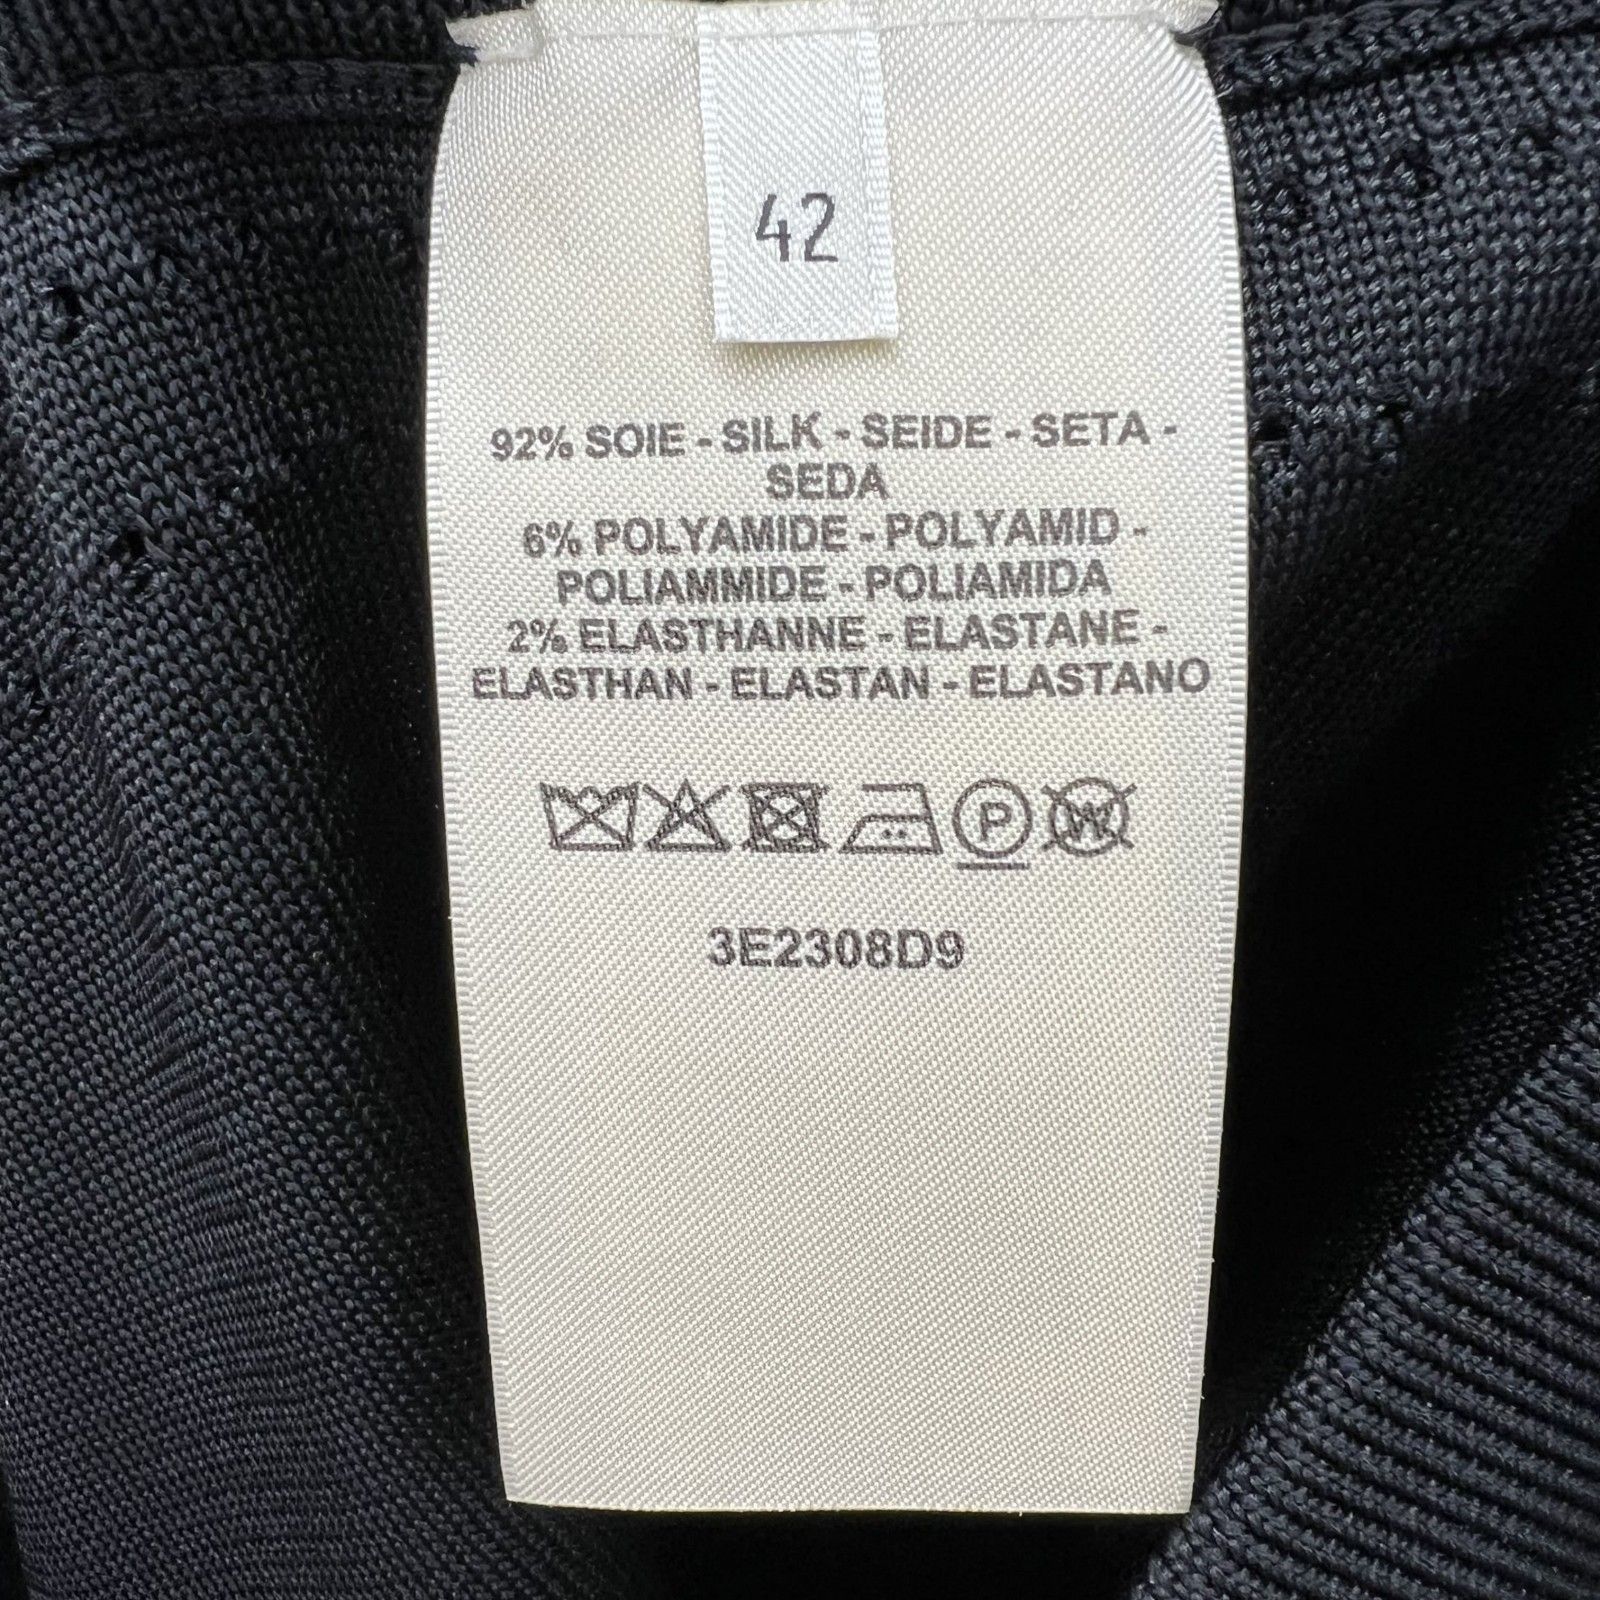 42
92% SOIE - SILK - SEIDE - SETA -
SEDA
6% POLYAMIDE - POLYAMID -
POLIAMMIDE - POLIAMIDA
2% ELASTHANNE - ELASTANE -
ELASTHAN - ELASTAN - ELASTANO
P W
3E2308D9